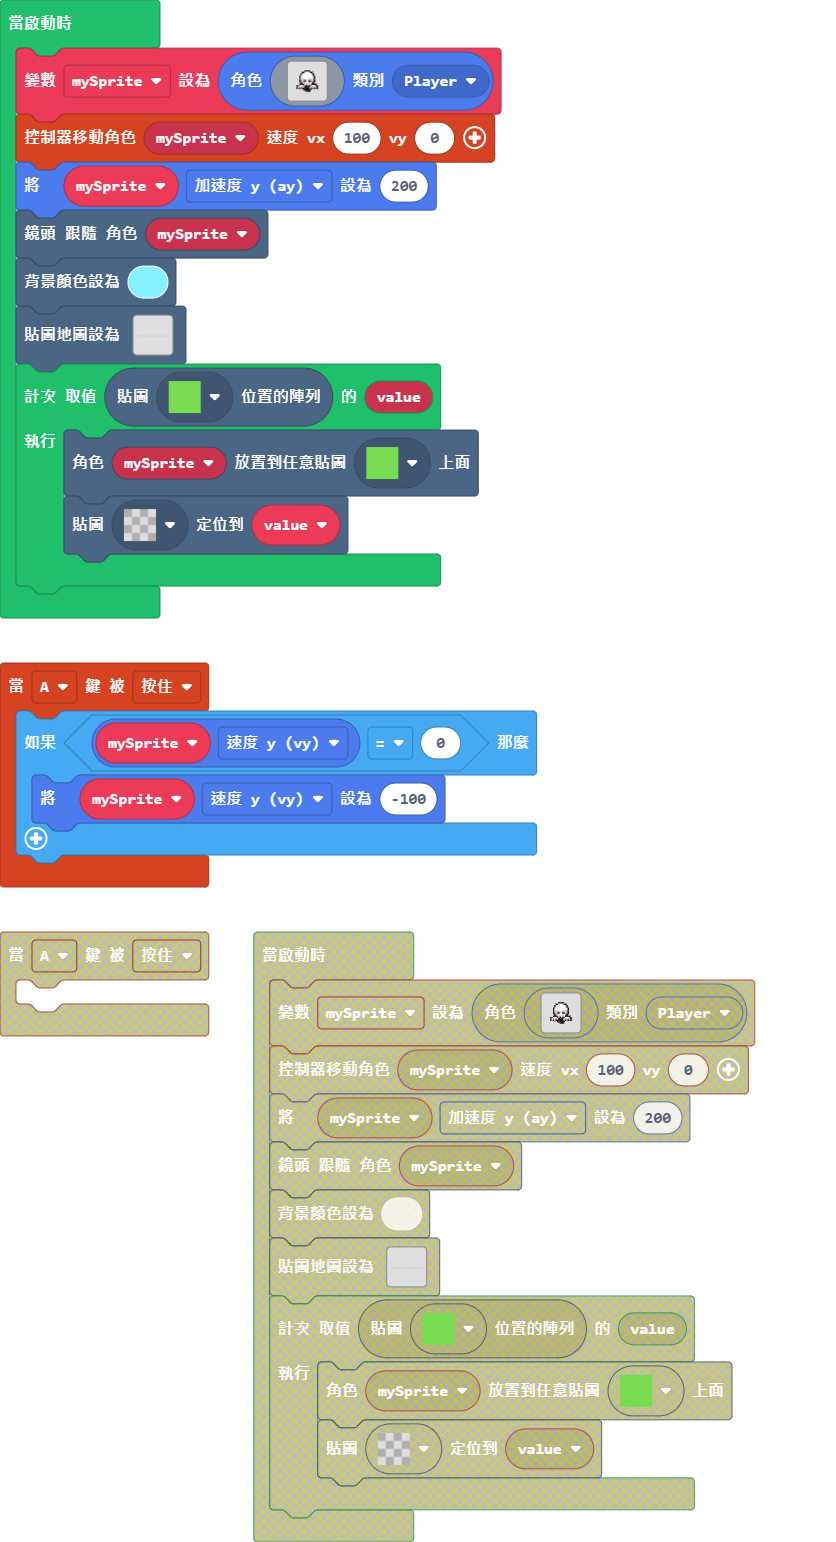 當啟動時
變數 mySprite 設為 角色 類別 Player
控制器移動角色 mySprite 速度 vx 100 vy 0
將 mySprite 加速度 y (ay) 設為 200
鏡頭 跟隨 角色 mySprite
背景顏色設為
貼圖地圖設為
計次 取值 貼圖 位置的陣列 的 value
執行
角色 mySprite 放置到任意貼圖 上面
貼圖 定位到 value
當 A 鍵 被 按住
如果 mySprite 速度 y (vy) = 0 那麼
將 mySprite 速度 y (vy) 設為 -100
當 A 鍵 被 按住
當啟動時
變數 mySprite 設為 角色 類別 Player
控制器移動角色 mySprite 速度 vx 100 vy 0
將 mySprite 加速度 y (ay) 設為 200
鏡頭 跟隨 角色 mySprite
背景顏色設為
貼圖地圖設為
計次 取值 貼圖 位置的陣列 的 value
執行
角色 mySprite 放置到任意貼圖 上面
貼圖 定位到 value